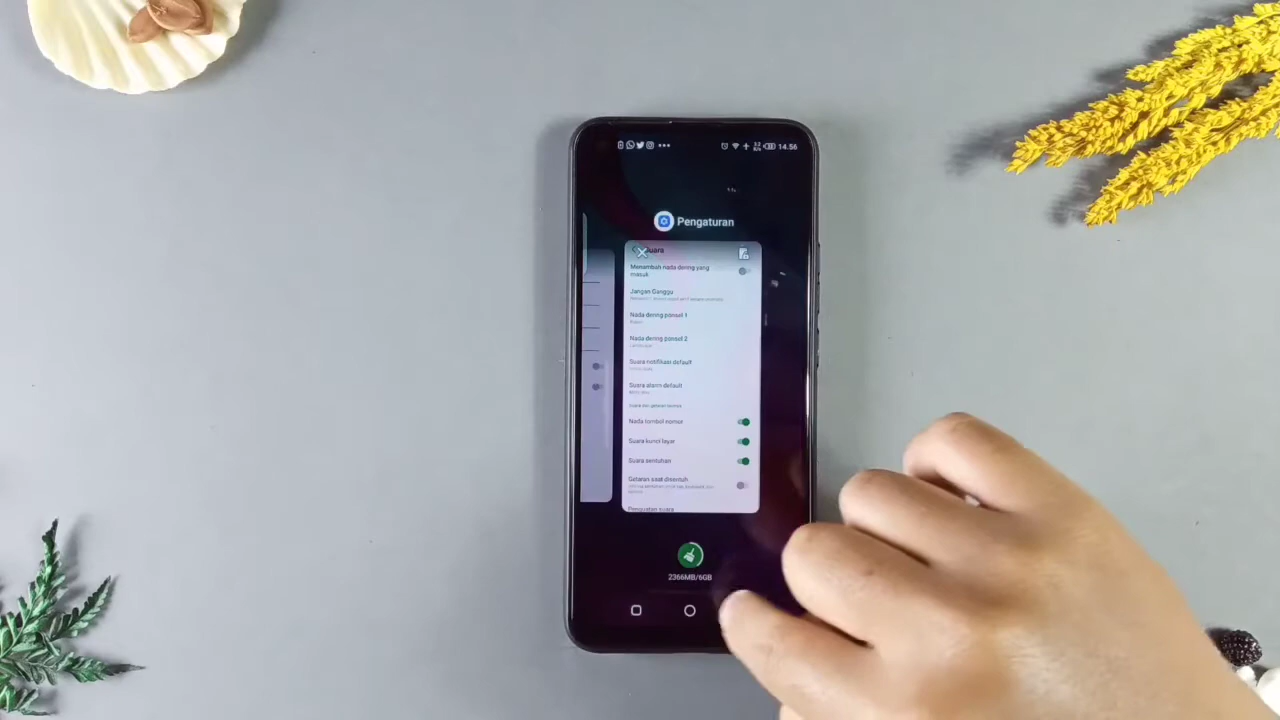 14.56
Pengaturan
Suara
Menambah nada dering yang
masuk
Jangan Ganggu
Nada dering ponsel 1
Nada dering ponsel 2
Suara notifikasi default
Suara alarm default
Nada tombol nomor
Suara kunci layar
Suara sentuhan
Getaran saat disentuh
Penguatan suara
2366MB/6GB